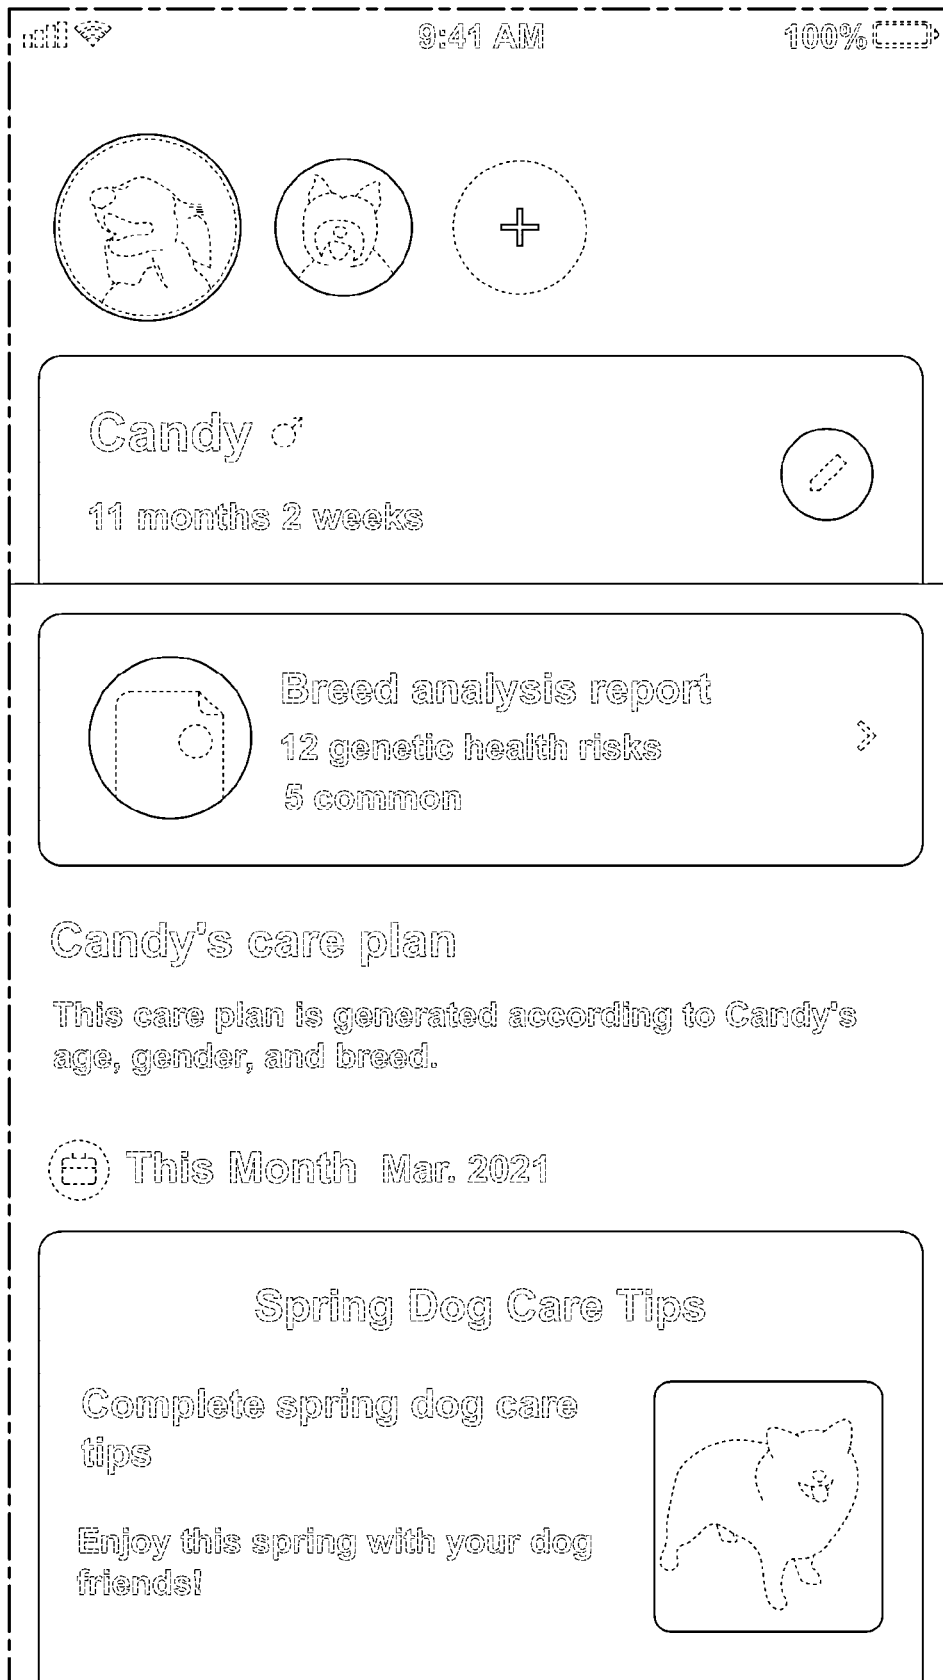 9:41 AM 100%
Candy ♂
11 months 2 weeks
Breed analysis report
12 genetic health risks
5 common
Candy's care plan
This care plan is generated according to Candy's
age, gender, and breed.
This Month Mar. 2021
Spring Dog Care Tips
Complete spring dog care
tips
Enjoy this spring with your dog
friends!